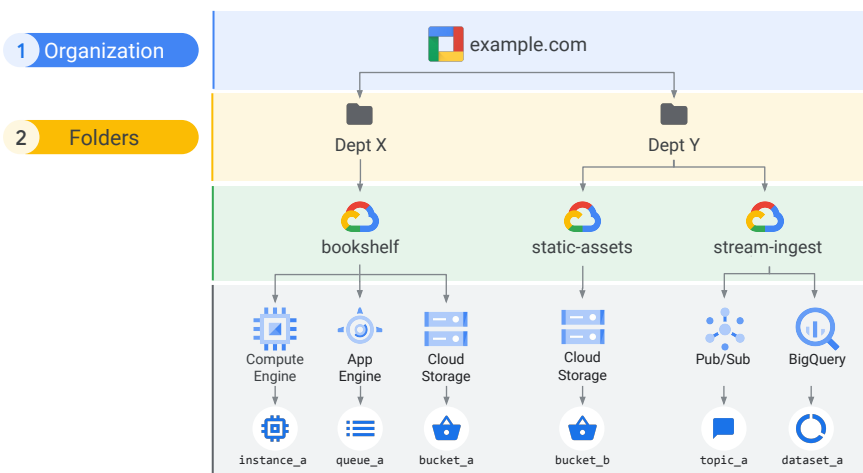 example.com
1 Organization
2 Folders
Dept X
Dept Y
bookshelf
static-assets
stream-ingest
Compute
Engine
App
Engine
Cloud
Storage
Cloud
Storage
Pub/Sub
BigQuery
instance_a
queue_a
bucket_a
bucket_b
topic_a
dataset_a